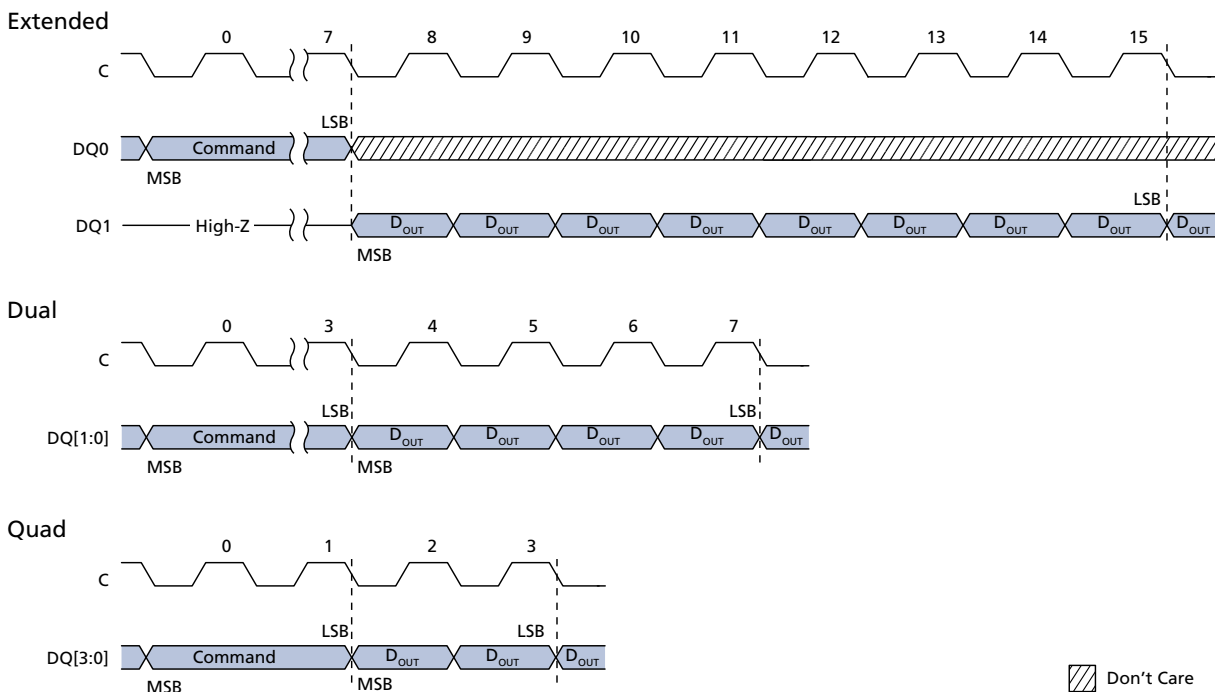 Extended
0 7 8 9 10 11 12 13 14 15
C
LSB
DQ0 Command
MSB
LSB
DQ1 High-Z DOUT DOUT DOUT DOUT DOUT DOUT DOUT DOUT DOUT
MSB
Dual
0 3 4 5 6 7
C
LSB LSB
DQ[1:0] Command DOUT DOUT DOUT DOUT DOUT
MSB MSB
Quad
0 1 2 3
C
LSB LSB
DQ[3:0] Command DOUT DOUT DOUT
MSB MSB
Don't Care